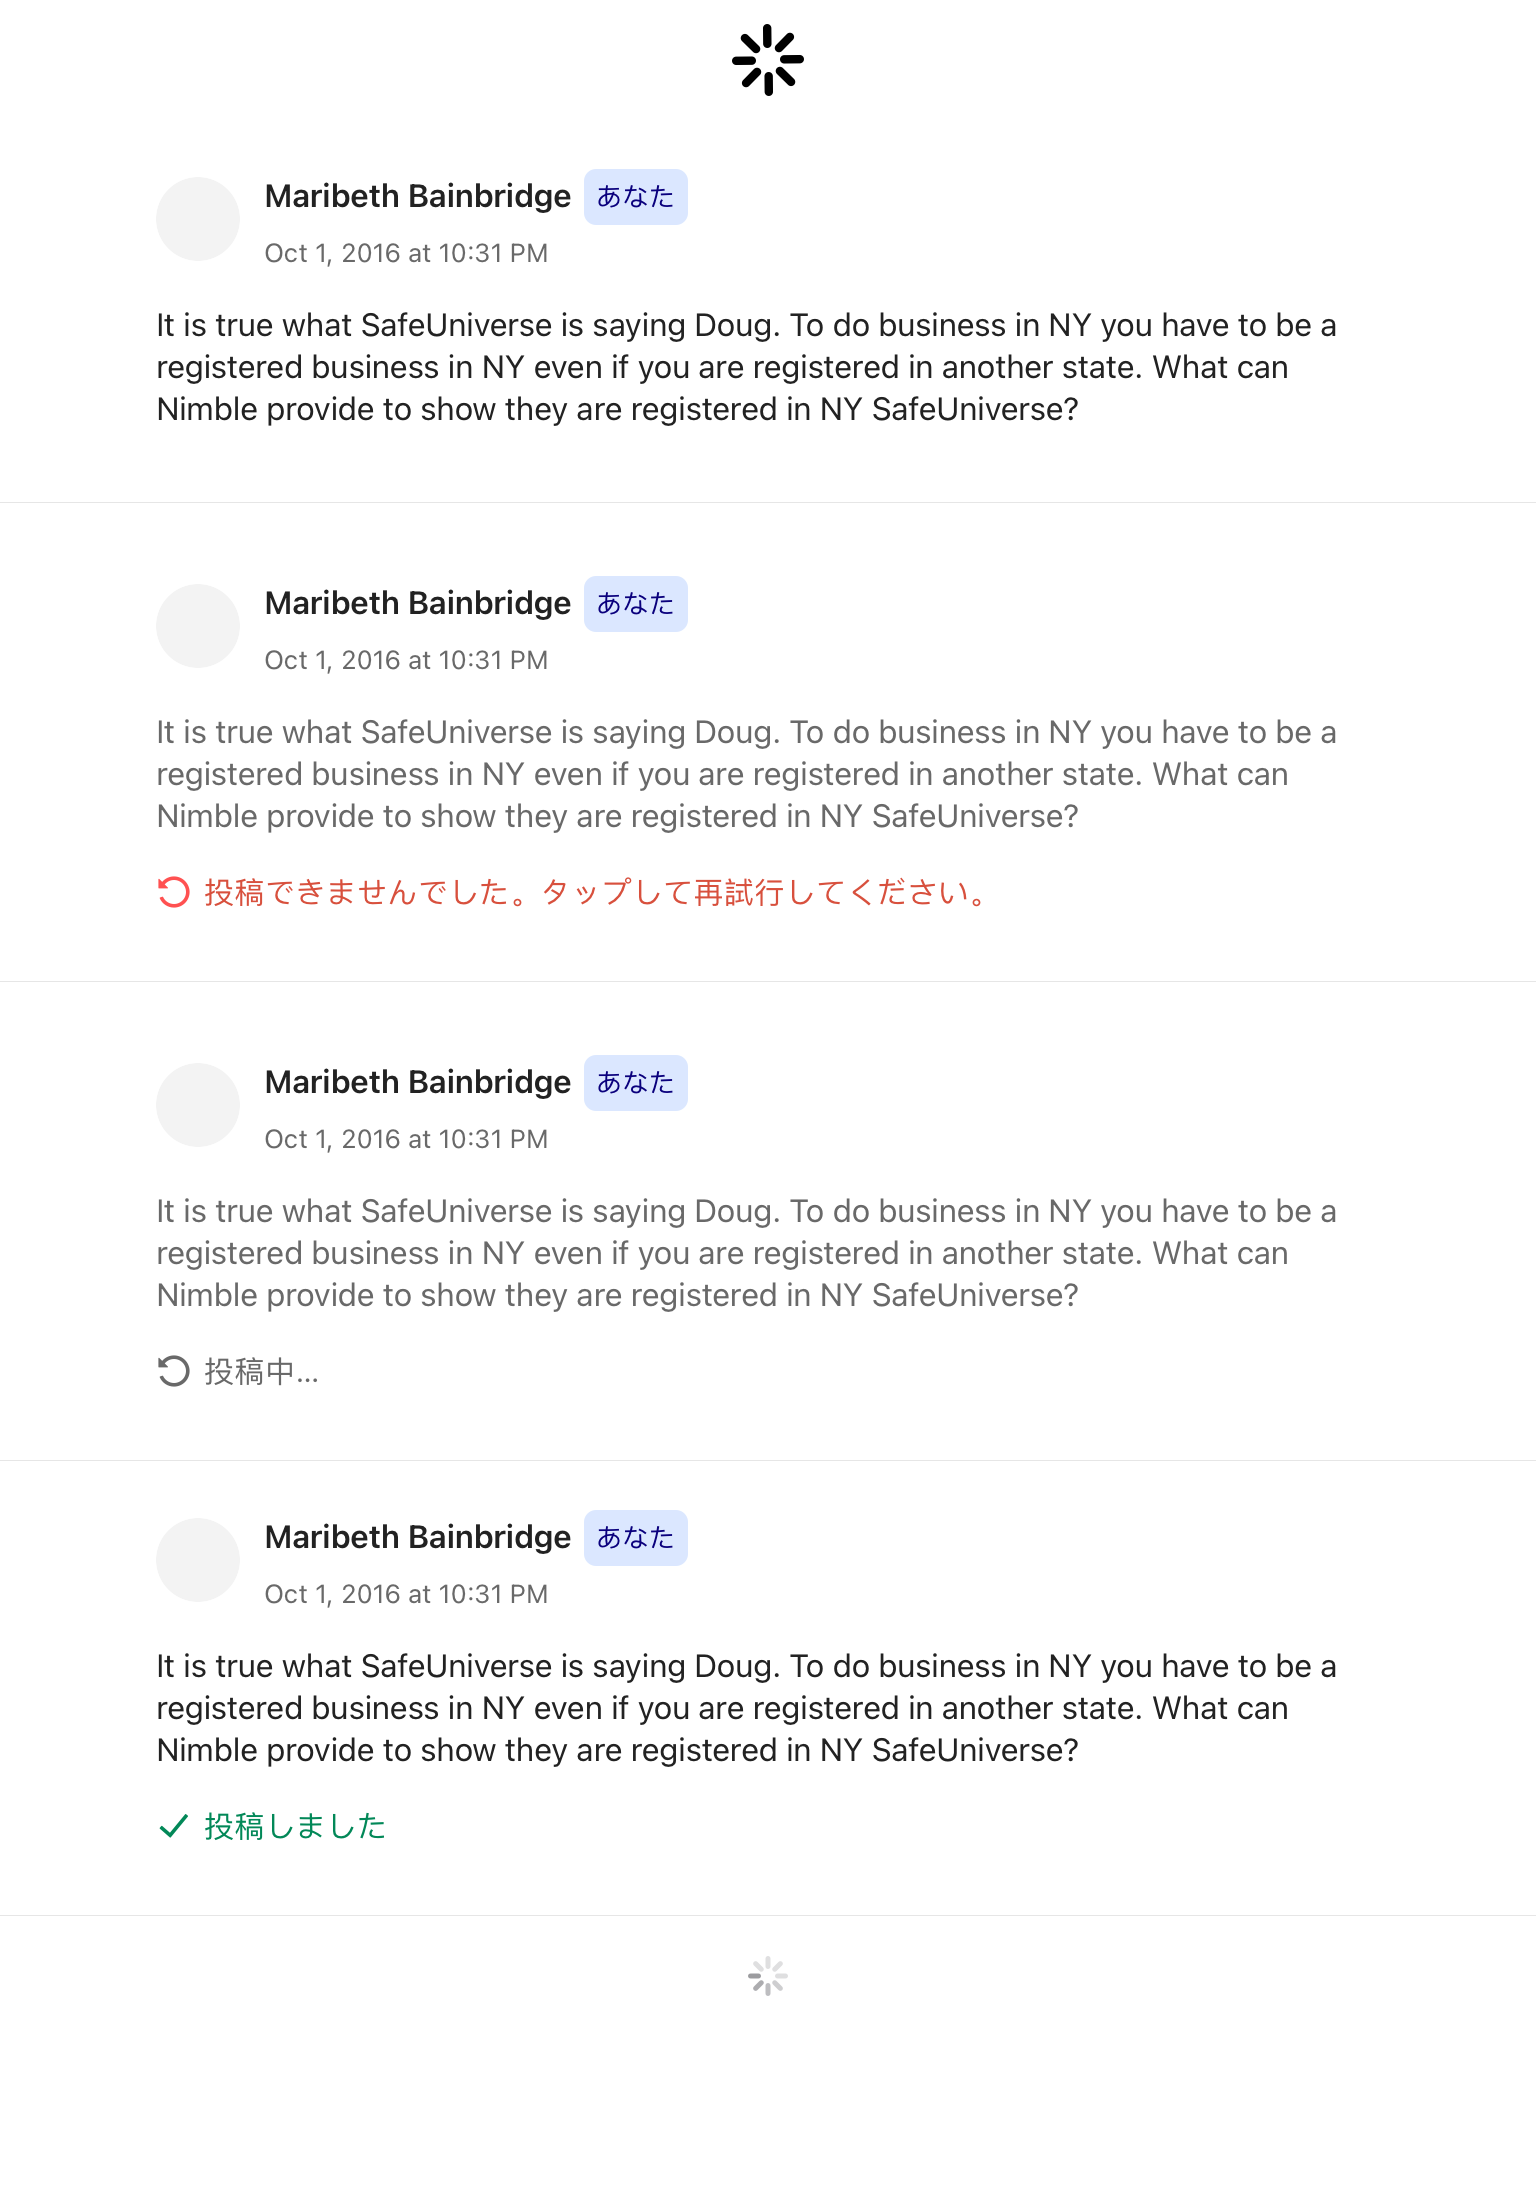 Maribeth Bainbridge あなた
Oct 1, 2016 at 10:31 PM
It is true what SafeUniverse is saying Doug. To do business in NY you have to be a
registered business in NY even if you are registered in another state. What can
Nimble provide to show they are registered in NY SafeUniverse?
Maribeth Bainbridge あなた
Oct 1, 2016 at 10:31 PM
It is true what SafeUniverse is saying Doug. To do business in NY you have to be a
registered business in NY even if you are registered in another state. What can
Nimble provide to show they are registered in NY SafeUniverse?
投稿できませんでした。タップして再試行してください。
Maribeth Bainbridge あなた
Oct 1, 2016 at 10:31 PM
It is true what SafeUniverse is saying Doug. To do business in NY you have to be a
registered business in NY even if you are registered in another state. What can
Nimble provide to show they are registered in NY SafeUniverse?
投稿中...
Maribeth Bainbridge あなた
Oct 1, 2016 at 10:31 PM
It is true what SafeUniverse is saying Doug. To do business in NY you have to be a
registered business in NY even if you are registered in another state. What can
Nimble provide to show they are registered in NY SafeUniverse?
投稿しました